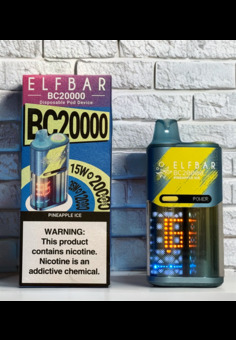 ELFBAR
BC20000
Disposable Pod Device
BC20000
15W 20000
PINEAPPLE ICE
WARNING:
This product
contains nicotine.
Nicotine is an
addictive chemical.
ELFBAR
BC20000
POWER